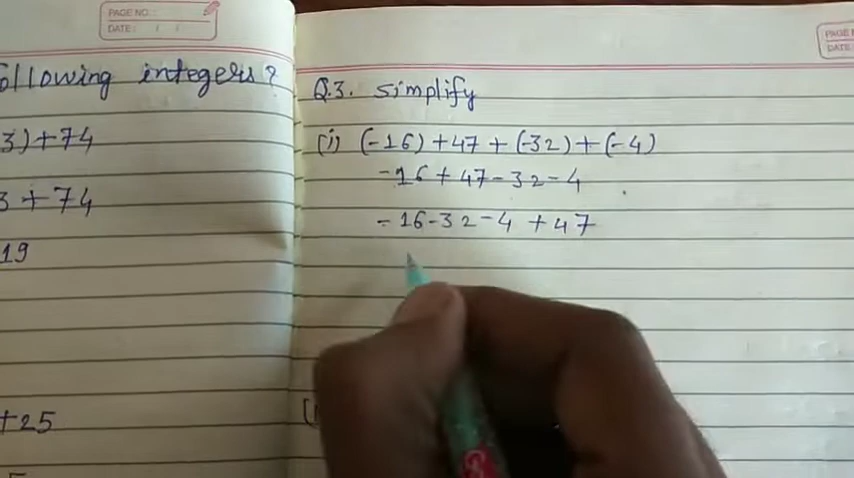 PAGE NO.:
DATE: / /
ollowing integers?
3)+74
3 + 74
19
+25
Q.3. simplify
(i) (-16) +47 + (-32) + (-4)
-16 + 47 - 32 - 4
- 16 - 32 - 4 + 47
PAGE
DATE